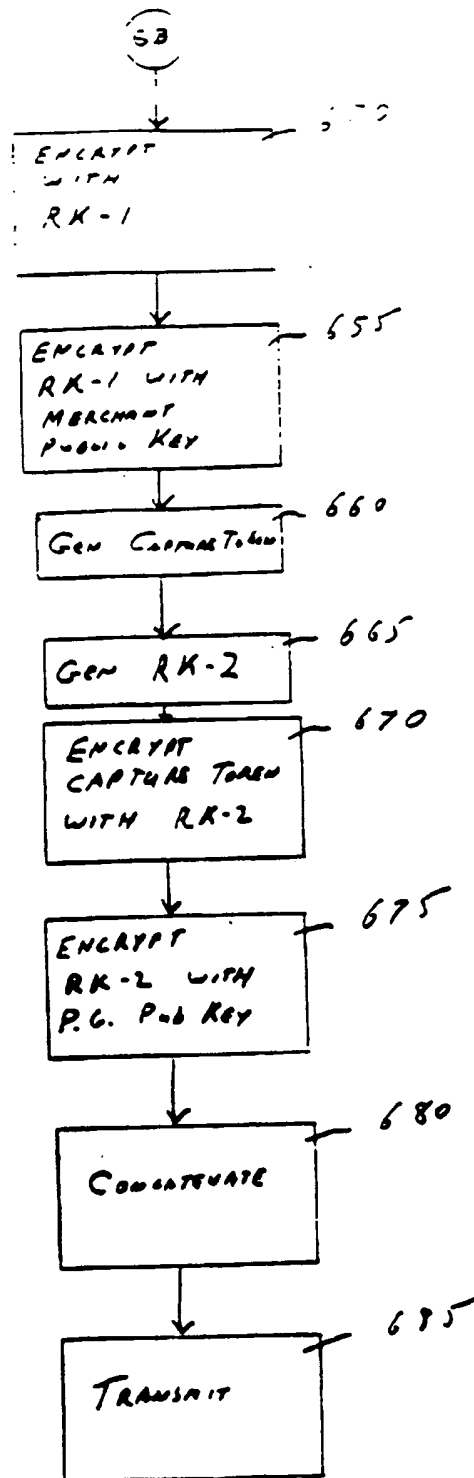 ENCRYPT
WITH
RK-1
655
ENCRYPT
RK-1 WITH
MERCHANT
PUBLIC KEY
660
GEN CAPTURE TOKEN
665
GEN RK-2
670
ENCRYPT
CAPTURE TOKEN
WITH RK-2
675
ENCRYPT
RK-2 WITH
P.G. PUB KEY
680
CONCATENATE
685
TRANSMIT